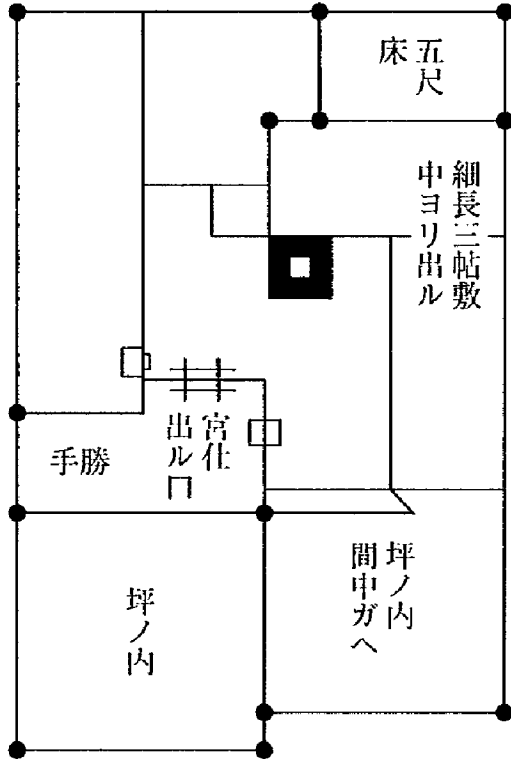 五尺
床
細長三帖敷
中ヨリ出ル
宮仕
出ル口
手勝
坪ノ内
間中ガヘ
坪ノ内